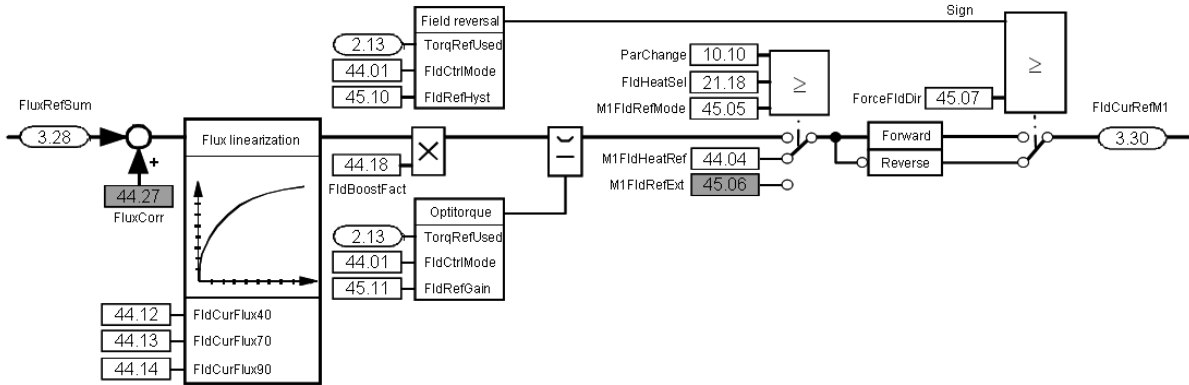 FluxRefSum
3.28
+
44.27
FluxCorr
Flux linearization
44.12 FldCurFlux40
44.13 FldCurFlux70
44.14 FldCurFlux90
Field reversal
2.13 TorqRefUsed
44.01 FldCtrlMode
45.10 FldRefHyst
44.18
FldBoostFact
×
Optitorque
2.13 TorqRefUsed
44.01 FldCtrlMode
45.11 FldRefGain
ParChange 10.10
FldHeatSel 21.18
M1FldRefMode 45.05
≥
M1FldHeatRef 44.04
M1FldRefExt 45.06
Sign
ForceFldDir 45.07
≥
Forward
Reverse
FldCurRefM1
3.30